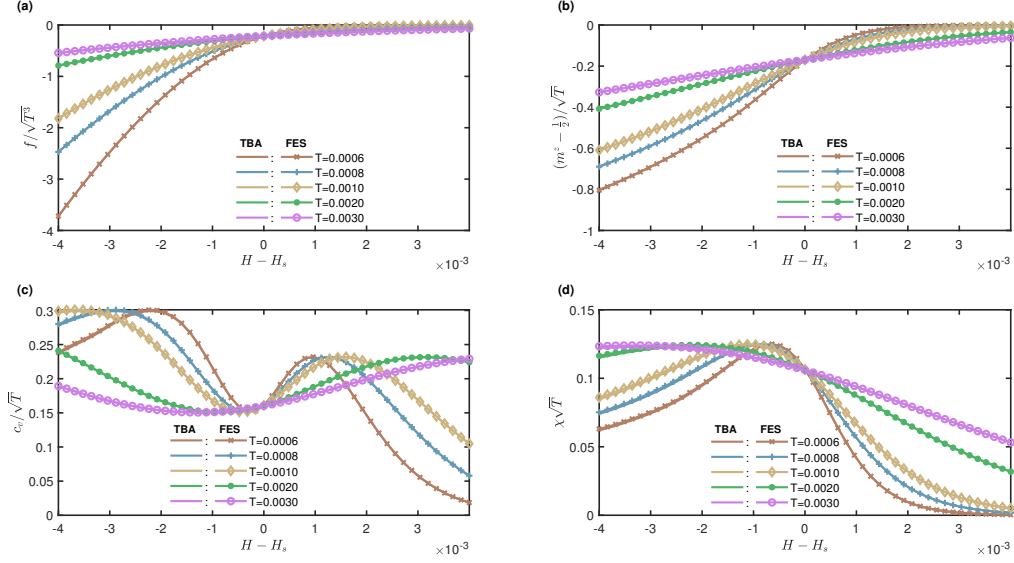 (a)
f/√T³
0
-1
-2
-3
-4
TBA FES
: T=0.0006
: T=0.0008
: T=0.0010
: T=0.0020
: T=0.0030
-4 -3 -2 -1 0 1 2 3
H − Hₛ
×10⁻³
(b)
(mᶻ − 1/2)/√T
0
-0.2
-0.4
-0.6
-0.8
-1
TBA FES
: T=0.0006
: T=0.0008
: T=0.0010
: T=0.0020
: T=0.0030
-4 -3 -2 -1 0 1 2 3
H − Hₛ
×10⁻³
(c)
cᵥ/√T
0.3
0.25
0.20
0.15
0.1
0.05
0
TBA FES
: T=0.0006
: T=0.0008
: T=0.0010
: T=0.0020
: T=0.0030
-4 -3 -2 -1 0 1 2 3
H − Hₛ
×10⁻³
(d)
χ√T
0.15
0.1
0.05
0
TBA FES
: T=0.0006
: T=0.0008
: T=0.0010
: T=0.0020
: T=0.0030
-4 -3 -2 -1 0 1 2 3
H − Hₛ
×10⁻³